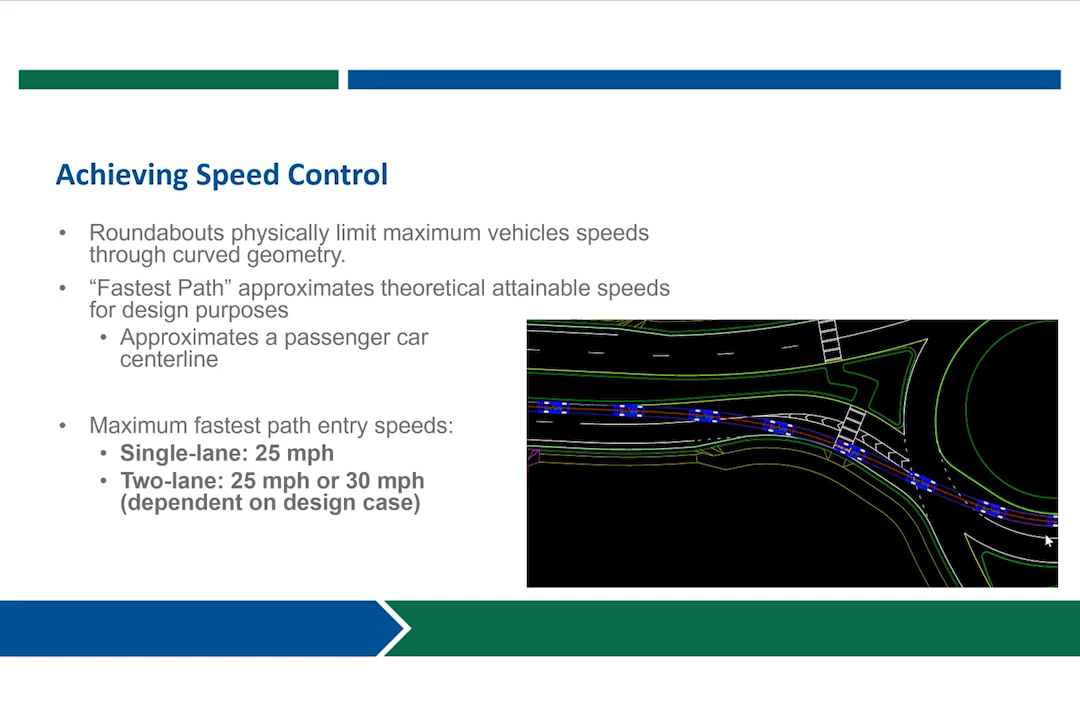 Achieving Speed Control
• Roundabouts physically limit maximum vehicles speeds
through curved geometry.
• “Fastest Path” approximates theoretical attainable speeds
for design purposes
• Approximates a passenger car
centerline
• Maximum fastest path entry speeds:
• Single-lane: 25 mph
• Two-lane: 25 mph or 30 mph
(dependent on design case)